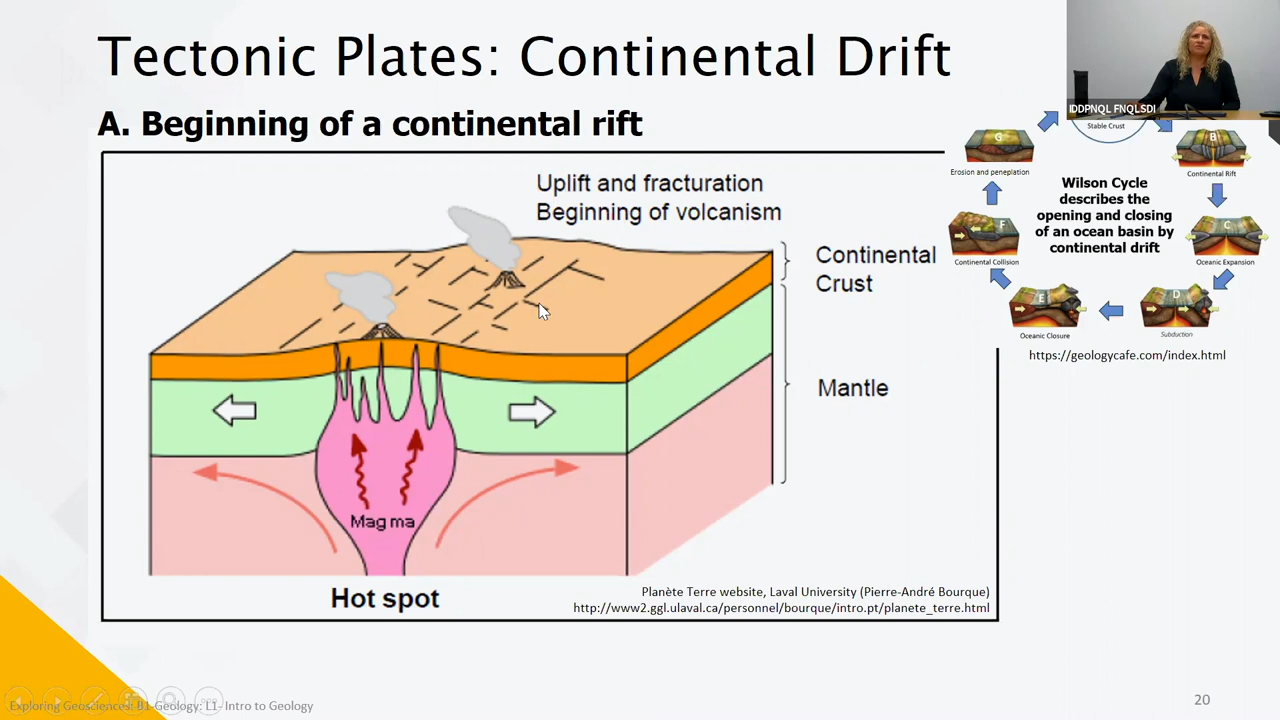 Tectonic Plates: Continental Drift
A. Beginning of a continental rift
Uplift and fracturation
Beginning of volcanism
Continental
Crust
Mantle
Magma
Hot spot
Planète Terre website, Laval University (Pierre-André Bourque)
http://www2.ggl.ulaval.ca/personnel/bourque/intro.pt/planete_terre.html
IDDPNQL FNQLSDI
Stable Crust
G
Erosion and peneplation
B
Continental Rift
Wilson Cycle
describes the
opening and closing
of an ocean basin by
continental drift
F
Continental Collision
C
Oceanic Expansion
E
Oceanic Closure
D
Subduction
https://geologycafe.com/index.html
Exploring Geosciences: B1-Geology: L1- Intro to Geology
20